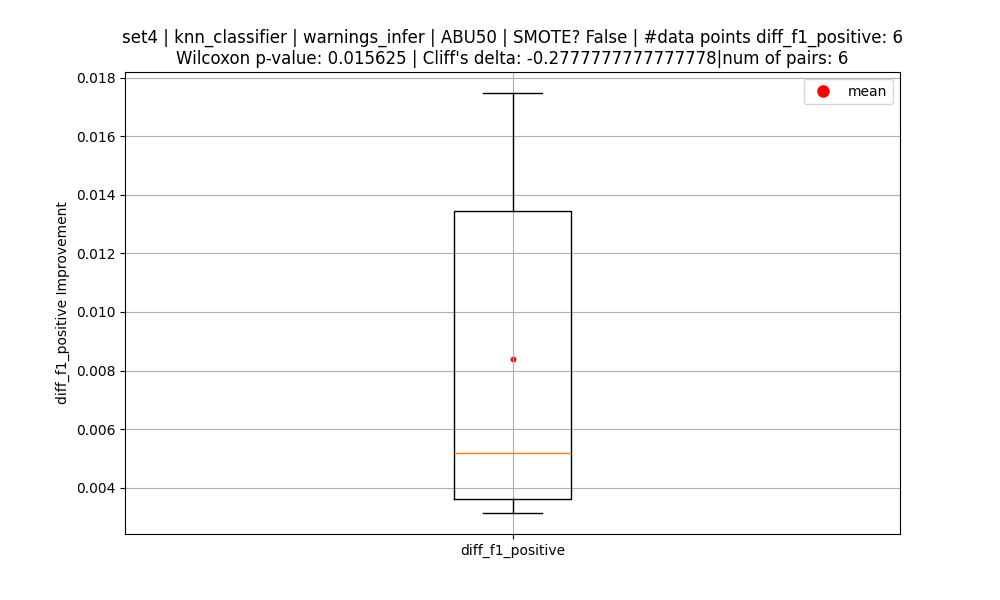 set4 | knn_classifier | warnings_infer | ABU50 | SMOTE? False | #data points diff_f1_positive: 6
Wilcoxon p-value: 0.015625 | Cliff's delta: -0.2777777777777778|num of pairs: 6
mean
0.018
0.016
0.014
0.012
0.010
0.008
0.006
0.004
diff_f1_positive Improvement
diff_f1_positive